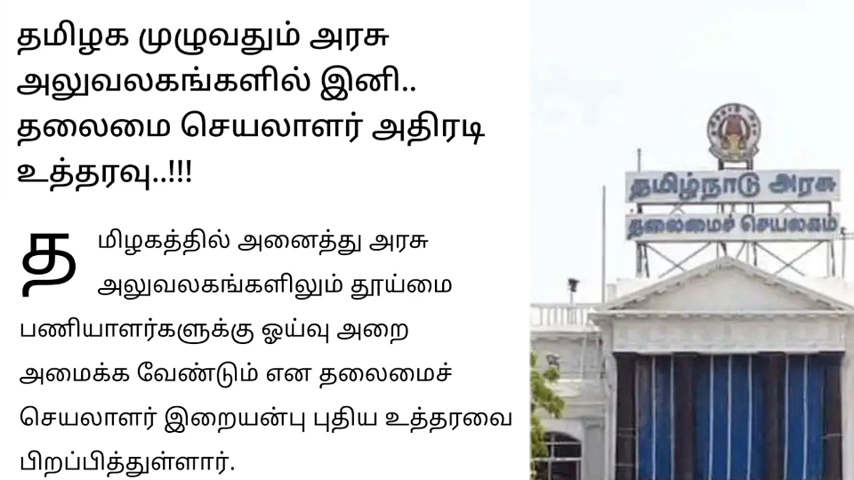 தமிழக முழுவதும் அரசு
அலுவலகங்களில் இனி..
தலைமை செயலாளர் அதிரடி
உத்தரவு..!!!
தமிழகத்தில் அனைத்து அரசு
அலுவலகங்களிலும் தூய்மை
பணியாளர்களுக்கு ஓய்வு அறை
அமைக்க வேண்டும் என தலைமைச்
செயலாளர் இறையன்பு புதிய உத்தரவை
பிறப்பித்துள்ளார்.
தமிழ்நாடு அரசு
தலைமைச் செயலகம்